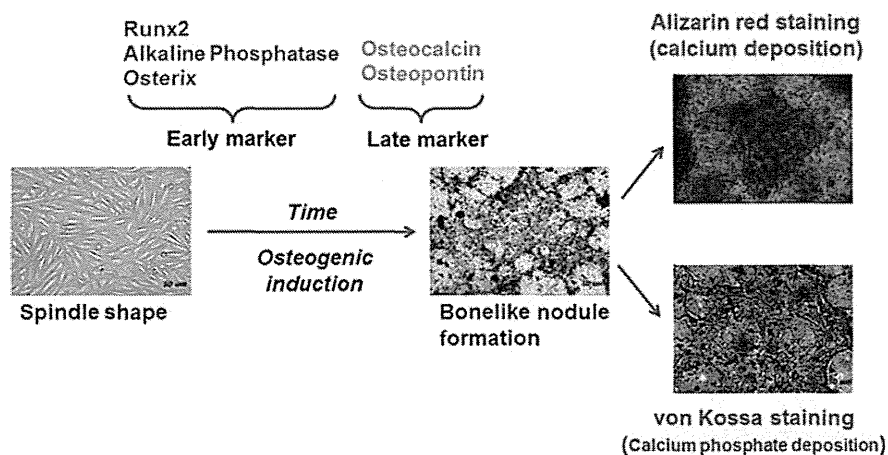 Runx2
Alkaline Phosphatase
Osterix
Early marker
Osteocalcin
Osteopontin
Late marker
Alizarin red staining
(calcium deposition)
Time
Osteogenic
induction
Spindle shape
Bonelike nodule
formation
von Kossa staining
(Calcium phosphate deposition)